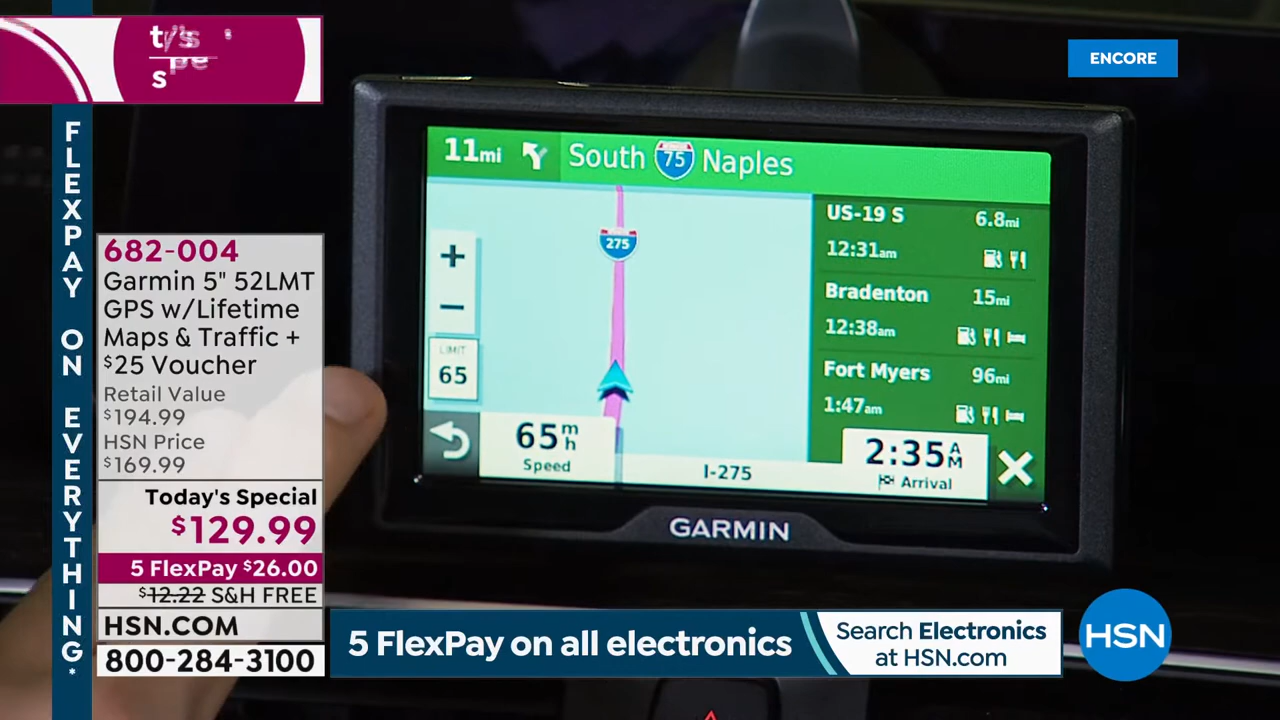 ENCORE
FLEXPAY ON EVERYTHING*
682-004
Garmin 5" 52LMT
GPS w/Lifetime
Maps & Traffic +
$25 Voucher
Retail Value
$194.99
HSN Price
$169.99
Today's Special
$129.99
5 FlexPay $26.00
$12.22 S&H FREE
HSN.COM
800-284-3100
11mi South 75 Naples
275
+
−
LIMIT
65
65 mh
Speed
I-275
US-19 S 6.8mi
12:31am
Bradenton 15mi
12:38am
Fort Myers 96mi
1:47am
2:35AM
Arrival
GARMIN
5 FlexPay on all electronics
Search Electronics
at HSN.com
HSN